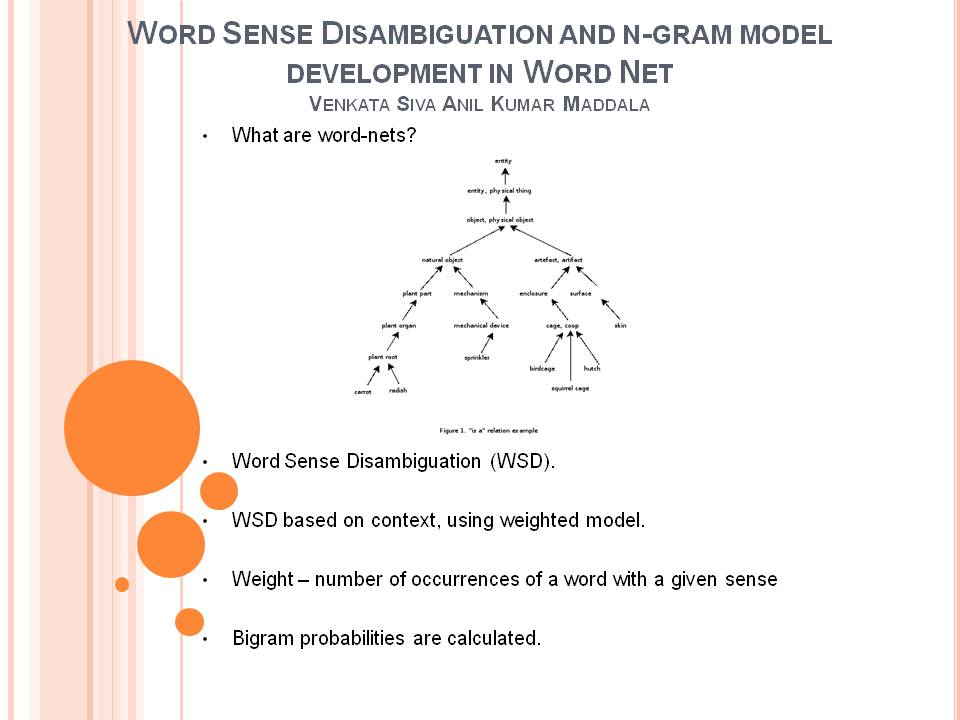 WORD SENSE DISAMBIGUATION AND N-GRAM MODEL
DEVELOPMENT IN WORD NET
VENKATA SIVA ANIL KUMAR MADDALA
• What are word-nets?
entity
entity, physical thing
object, physical object
natural object artefact, artifact
plant part mechanism enclosure surface
plant organ mechanical device cage, coop skin
plant root sprinkler
birdcage hutch
carrot radish squirrel cage
Figure 1. "is a" relation example
• Word Sense Disambiguation (WSD).
• WSD based on context, using weighted model.
• Weight – number of occurrences of a word with a given sense
• Bigram probabilities are calculated.